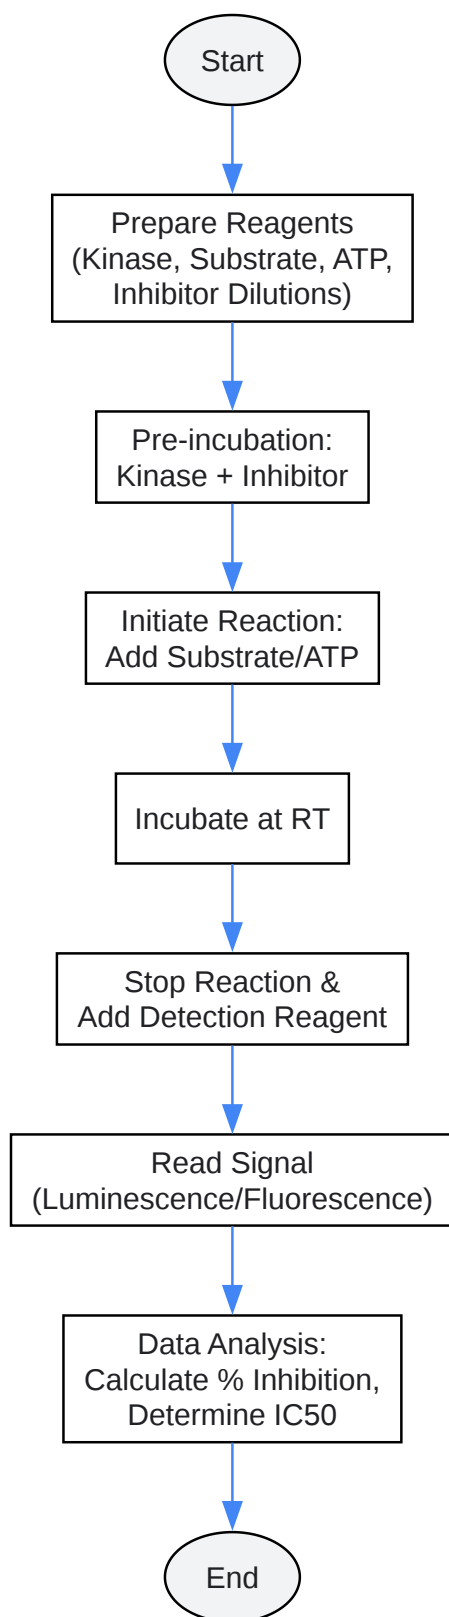 Start
Prepare Reagents
(Kinase, Substrate, ATP,
Inhibitor Dilutions)
Pre-incubation:
Kinase + Inhibitor
Initiate Reaction:
Add Substrate/ATP
Incubate at RT
Stop Reaction &
Add Detection Reagent
Read Signal
(Luminescence/Fluorescence)
Data Analysis:
Calculate % Inhibition,
Determine IC50
End